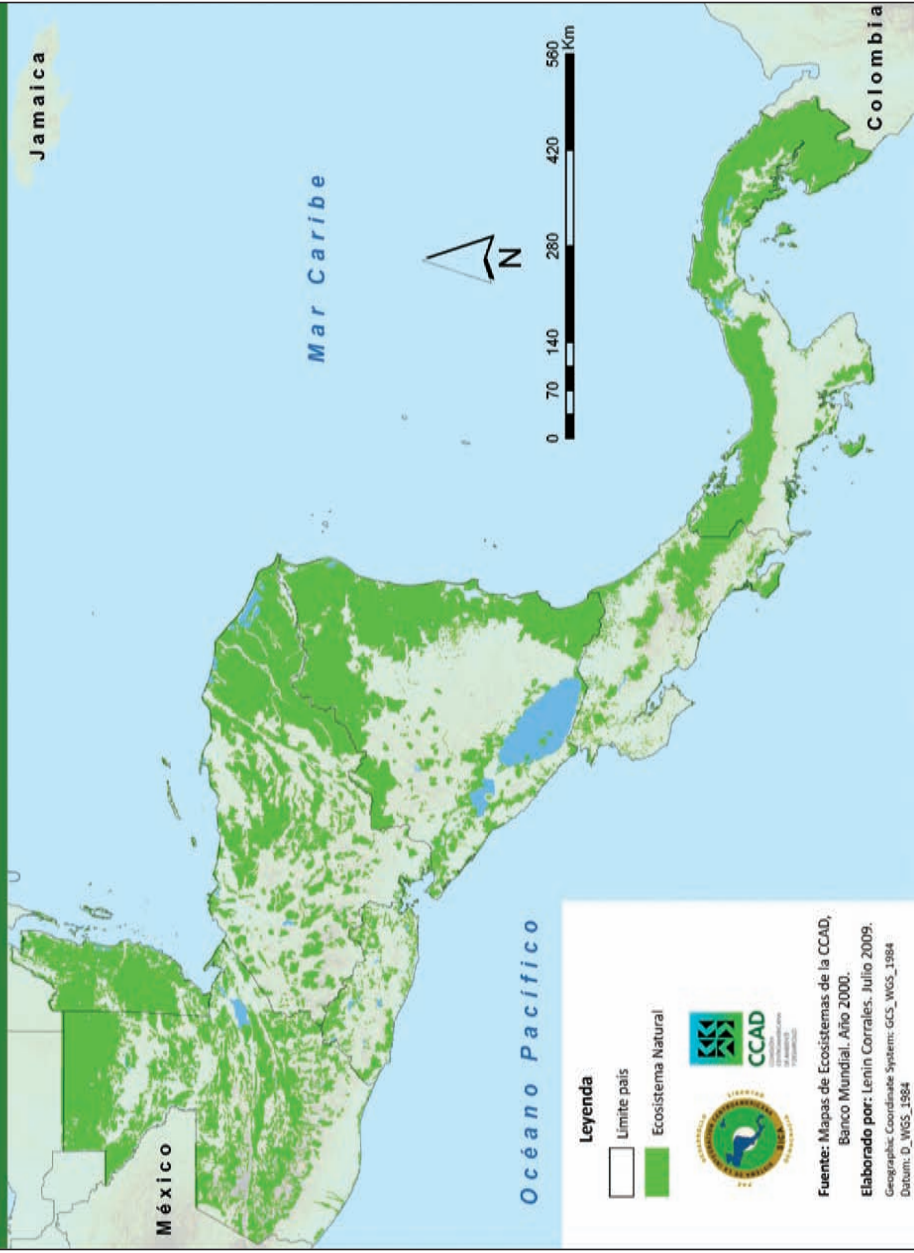 Jamaica
Mar Caribe
N
0 70 140 280 420 560
Km
Colombia
México
Océano Pacífico
Leyenda
Límite país
Ecosistema Natural
SICA
CCAD
Fuente: Mapas de Ecosistemas de la CCAD,
Banco Mundial. Año 2000.
Elaborado por: Lenin Corrales. Julio 2009.
Geographic Coordinate System: GCS_WGS_1984
Datum: D_WGS_1984